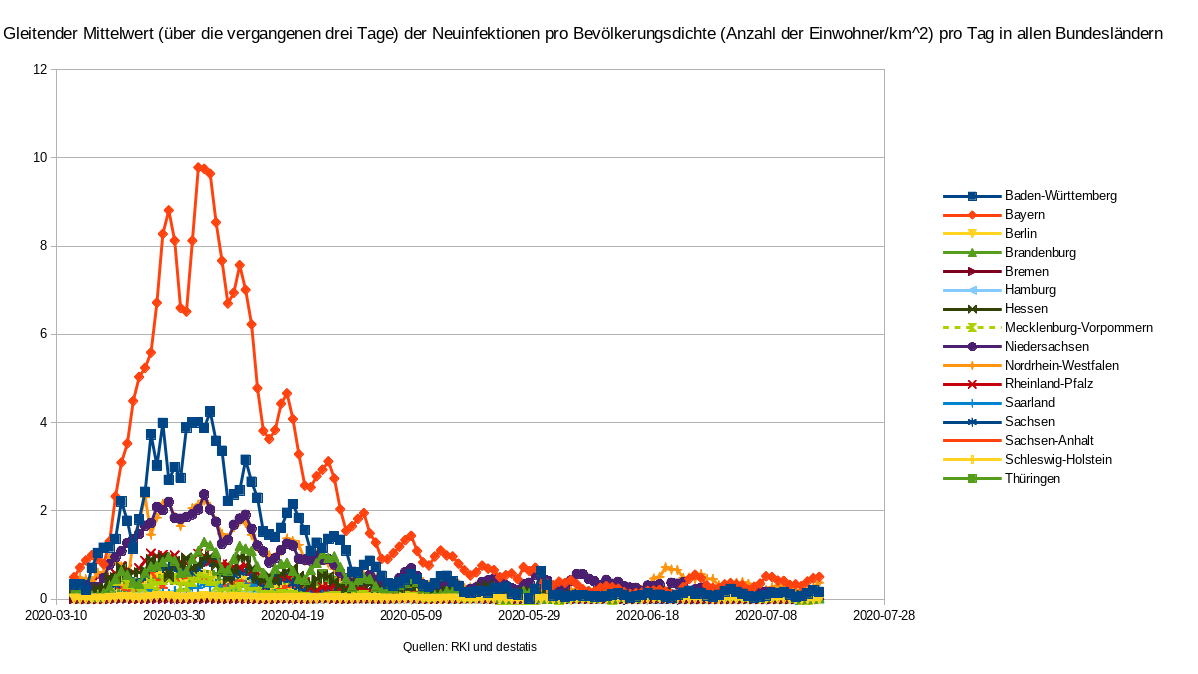 Gleitender Mittelwert (über die vergangenen drei Tage) der Neuinfektionen pro Bevölkerungsdichte (Anzahl der Einwohner/km^2) pro Tag in allen Bundesländern
12
10
8
6
4
2
0
2020-03-10 2020-03-30 2020-04-19 2020-05-09 2020-05-29 2020-06-18 2020-07-08 2020-07-28
Quellen: RKI und destatis
Baden-Württemberg
Bayern
Berlin
Brandenburg
Bremen
Hamburg
Hessen
Mecklenburg-Vorpommern
Niedersachsen
Nordrhein-Westfalen
Rheinland-Pfalz
Saarland
Sachsen
Sachsen-Anhalt
Schleswig-Holstein
Thüringen